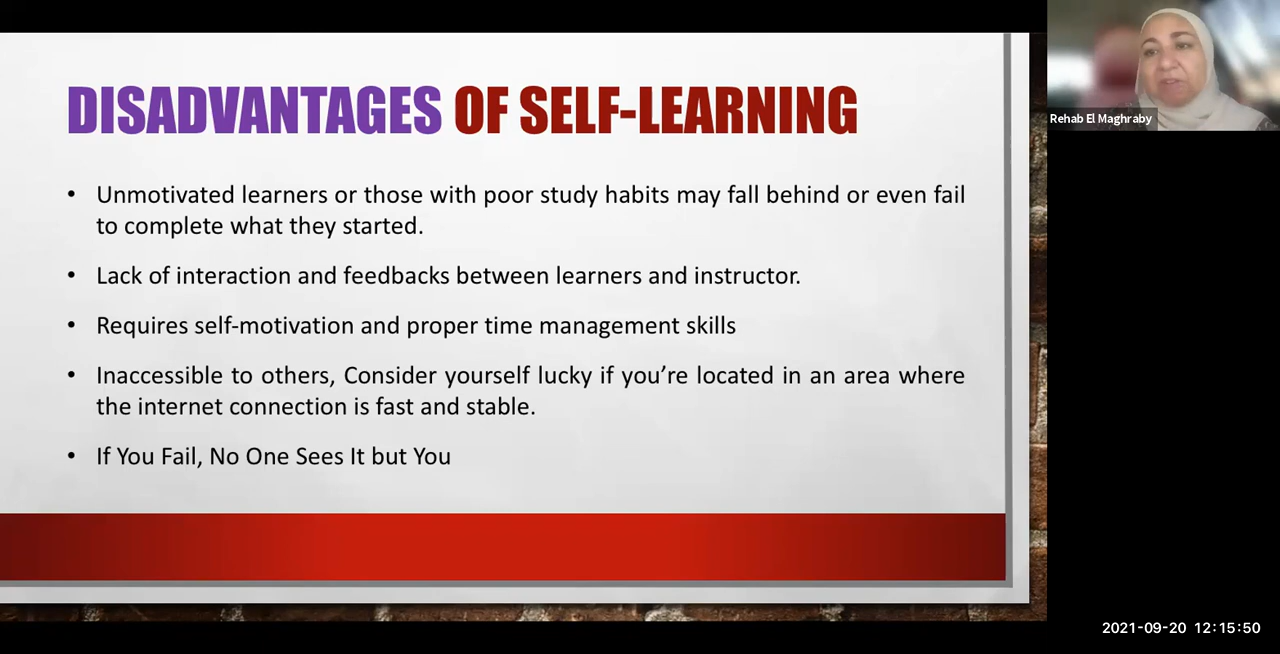 DISADVANTAGES OF SELF-LEARNING
• Unmotivated learners or those with poor study habits may fall behind or even fail
to complete what they started.
• Lack of interaction and feedbacks between learners and instructor.
• Requires self-motivation and proper time management skills
• Inaccessible to others, Consider yourself lucky if you’re located in an area where
the internet connection is fast and stable.
• If You Fail, No One Sees It but You
Rehab El Maghraby
2021-09-20 12:15:50